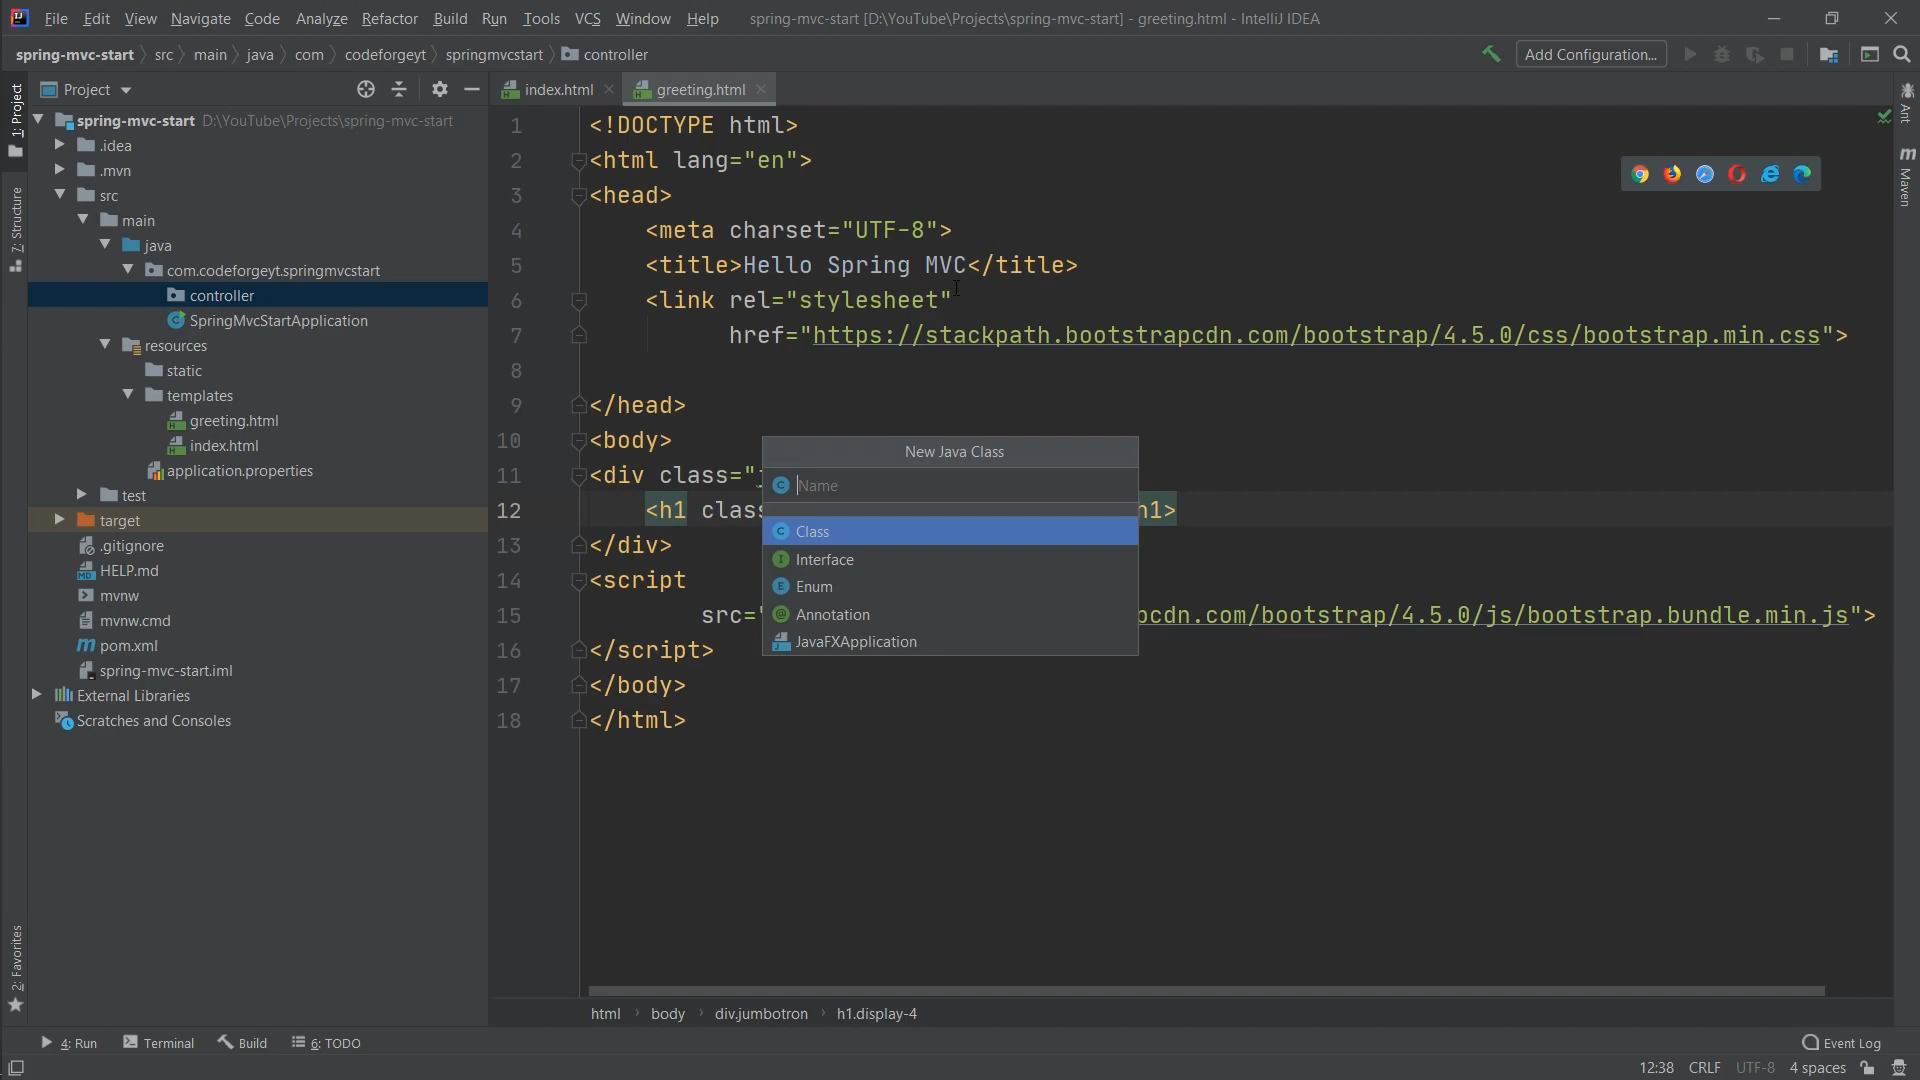 File Edit View Navigate Code Analyze Refactor Build Run Tools VCS Window Help spring-mvc-start [D:\YouTube\Projects\spring-mvc-start] - greeting.html - IntelliJ IDEA
spring-mvc-start src main java com codeforgeyt springmvcstart controller Add Configuration...
Project
index.html
greeting.html
1: Project
7: Structure
2: Favorites
Ant
Maven
spring-mvc-start D:\YouTube\Projects\spring-mvc-start
.idea
.mvn
src
main
java
com.codeforgeyt.springmvcstart
controller
SpringMvcStartApplication
resources
static
templates
greeting.html
index.html
application.properties
test
target
.gitignore
HELP.md
mvnw
mvnw.cmd
pom.xml
spring-mvc-start.iml
External Libraries
Scratches and Consoles
1 <!DOCTYPE html>
2 <html lang="en">
3 <head>
4 <meta charset="UTF-8">
5 <title>Hello Spring MVC</title>
6 <link rel="stylesheet"
7 href="https://stackpath.bootstrapcdn.com/bootstrap/4.5.0/css/bootstrap.min.css">
8
9 </head>
10 <body>
11 <div class="
12 <h1 class h1>
13 </div>
14 <script
15 src=" pcdn.com/bootstrap/4.5.0/js/bootstrap.bundle.min.js">
16 </script>
17 </body>
18 </html>
New Java Class
Name
Class
Interface
Enum
Annotation
JavaFXApplication
html body div.jumbotron h1.display-4
4: Run Terminal Build 6: TODO Event Log
12:38 CRLF UTF-8 4 spaces